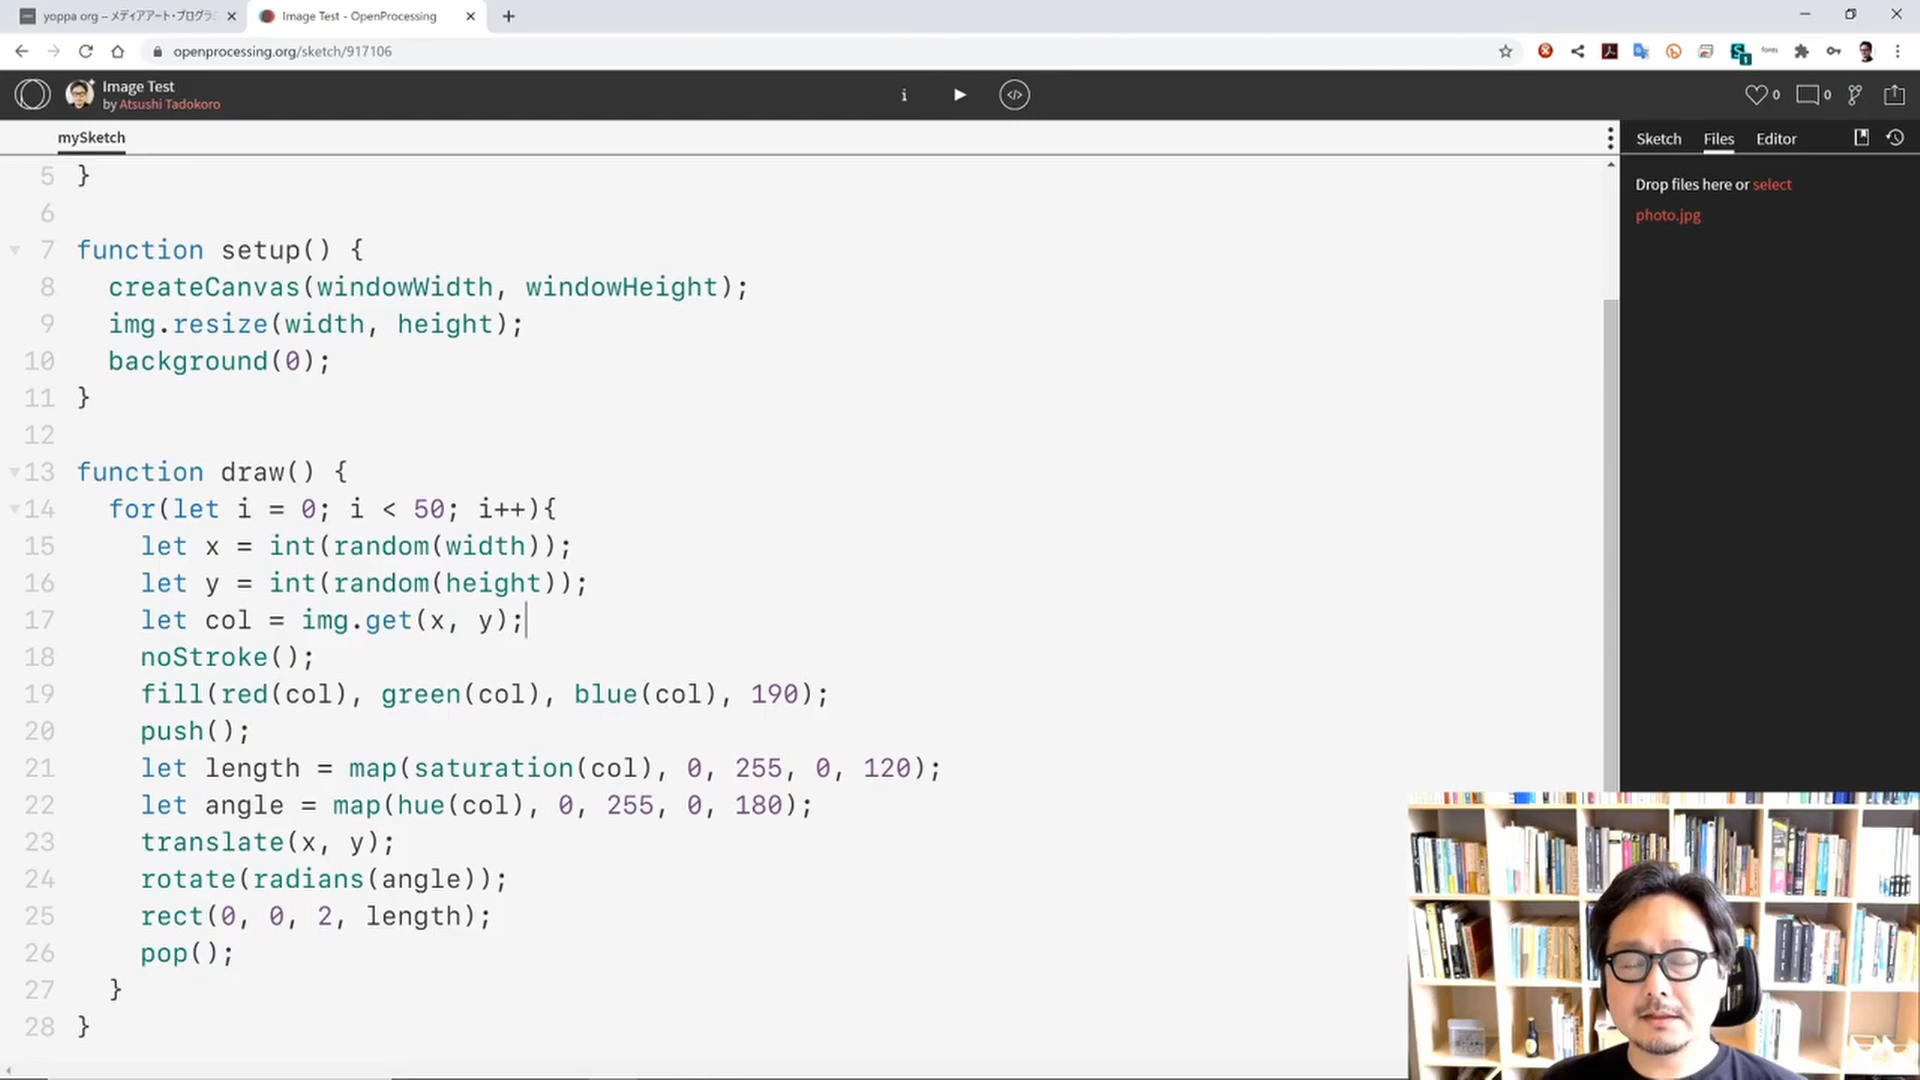 yoppa org – メディアアート・プログラ
Image Test - OpenProcessing
openprocessing.org/sketch/917106
fonts
1
Image Test
by Atsushi Tadokoro
i
</>
0
0
mySketch
Sketch Files Editor
Drop files here or select
photo.jpg
5 }
6
7 function setup() {
8 createCanvas(windowWidth, windowHeight);
9 img.resize(width, height);
10 background(0);
11 }
12
13 function draw() {
14 for(let i = 0; i < 50; i++){
15 let x = int(random(width));
16 let y = int(random(height));
17 let col = img.get(x, y);
18 noStroke();
19 fill(red(col), green(col), blue(col), 190);
20 push();
21 let length = map(saturation(col), 0, 255, 0, 120);
22 let angle = map(hue(col), 0, 255, 0, 180);
23 translate(x, y);
24 rotate(radians(angle));
25 rect(0, 0, 2, length);
26 pop();
27 }
28 }